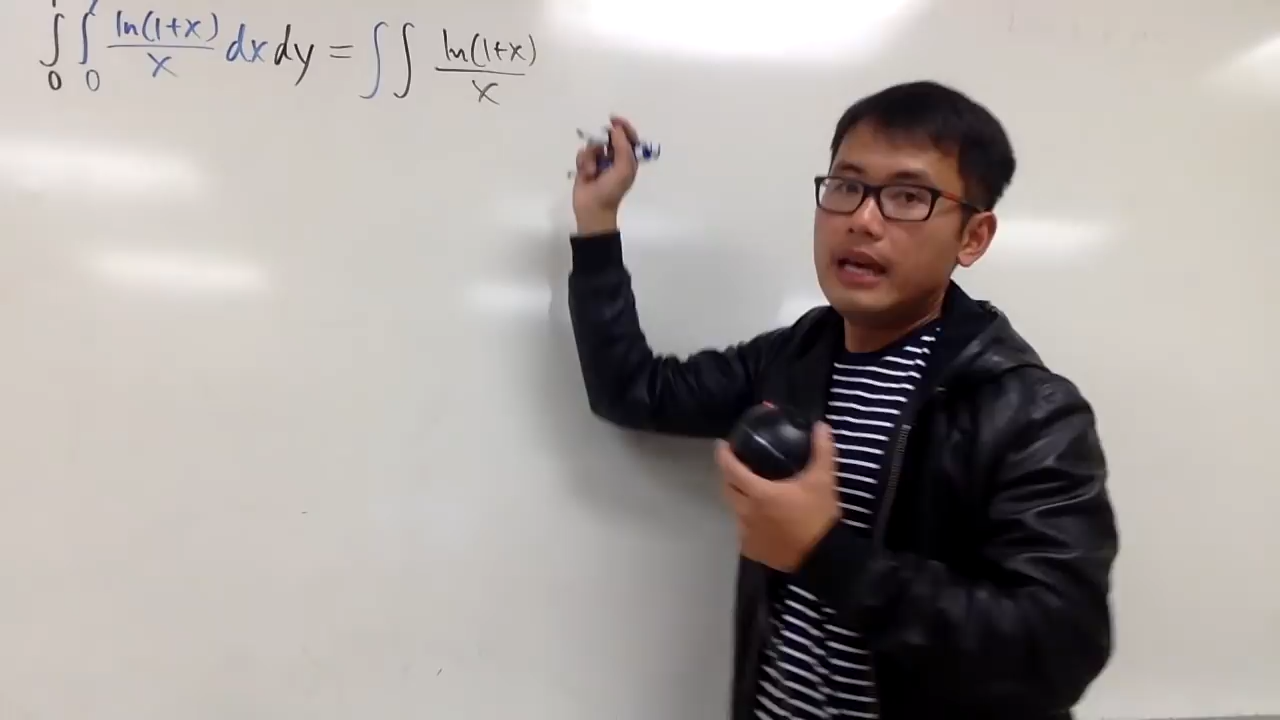 ∫₀ ∫₀ ln(1+x)/x dx dy = ∫∫ ln(1+x)/x